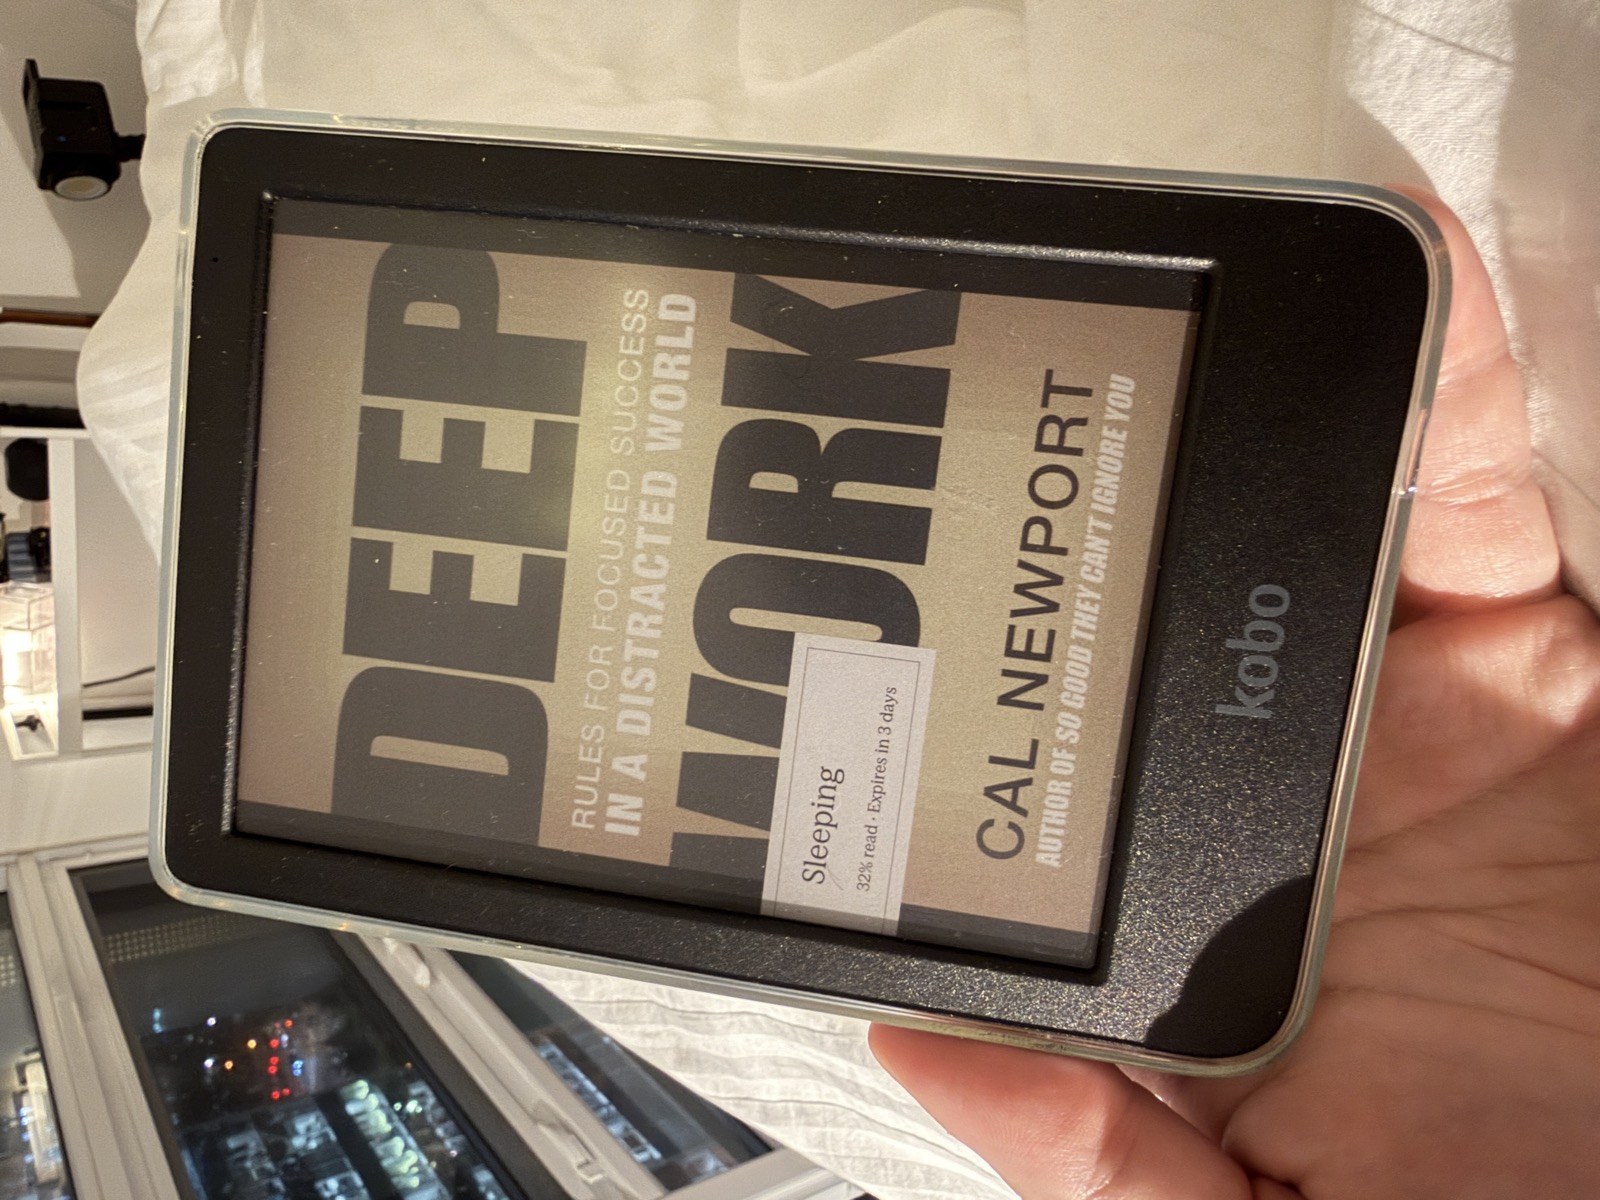 DEEP
RULES FOR FOCUSED SUCCESS
IN A DISTRACTED WORLD
WORK
Sleeping
32% read · Expires in 3 days
CAL NEWPORT
AUTHOR OF SO GOOD THEY CAN'T IGNORE YOU
kobo